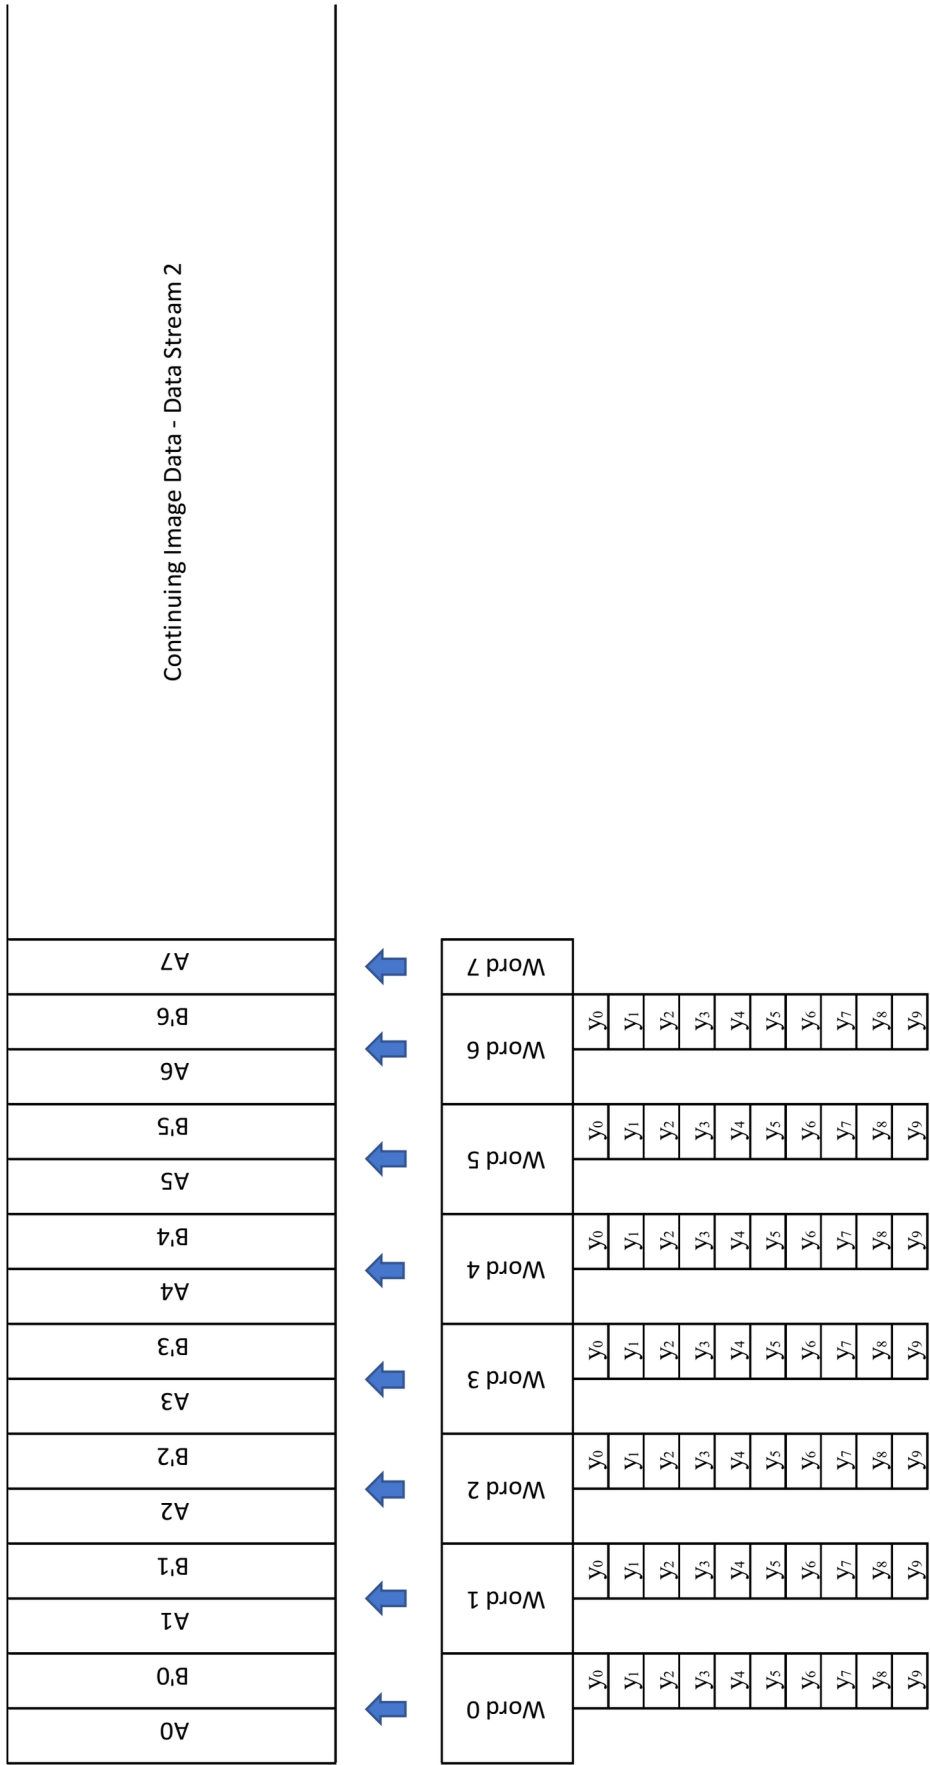 Continuing Image Data - Data Stream 2
A7
B'6
A6
B'5
A5
B'4
A4
B'3
A3
B'2
A2
B'1
A1
B'0
A0
Word 7
Word 6
y0 y1 y2 y3 y4 y5 y6 y7 y8 y9
Word 5
y0 y1 y2 y3 y4 y5 y6 y7 y8 y9
Word 4
y0 y1 y2 y3 y4 y5 y6 y7 y8 y9
Word 3
y0 y1 y2 y3 y4 y5 y6 y7 y8 y9
Word 2
y0 y1 y2 y3 y4 y5 y6 y7 y8 y9
Word 1
y0 y1 y2 y3 y4 y5 y6 y7 y8 y9
Word 0
y0 y1 y2 y3 y4 y5 y6 y7 y8 y9